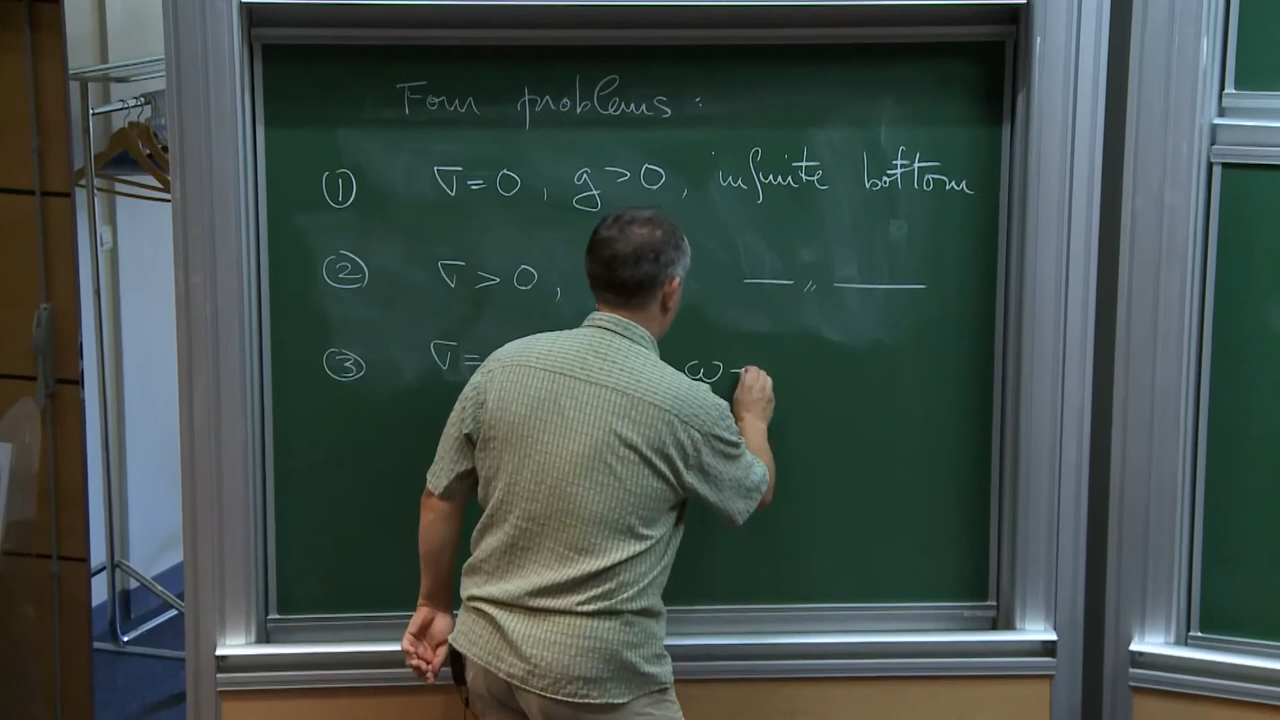 Four problems :
① σ = 0 , g > 0 , infinite bottom
② σ > 0 , — " —
③ σ = ω -